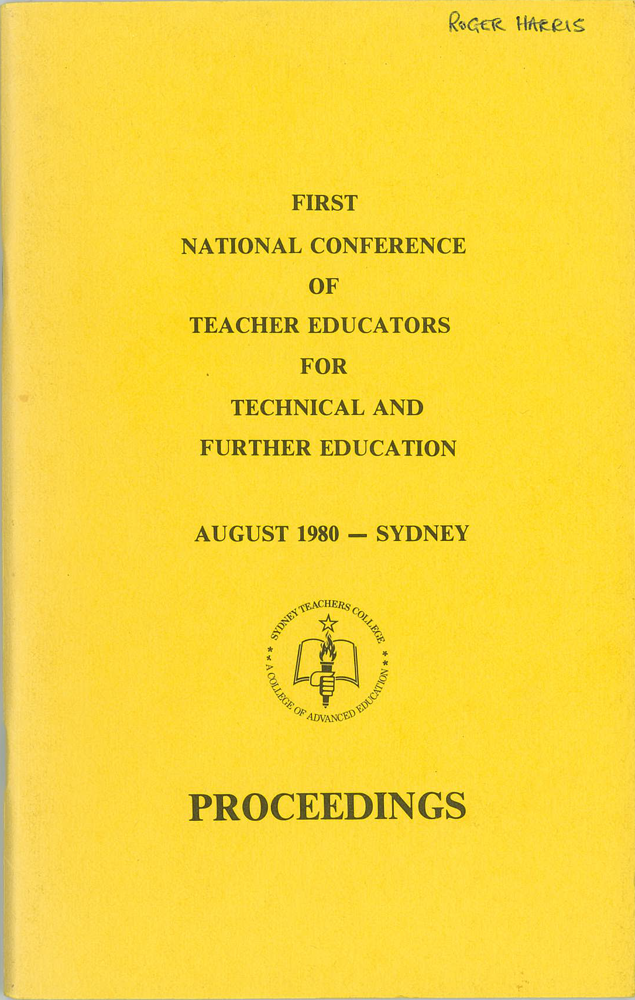 ROGER HARRIS
FIRST
NATIONAL CONFERENCE
OF
TEACHER EDUCATORS
FOR
TECHNICAL AND
FURTHER EDUCATION
AUGUST 1980 — SYDNEY
SYDNEY TEACHERS COLLEGE
* * A COLLEGE OF ADVANCED EDUCATION * *
PROCEEDINGS